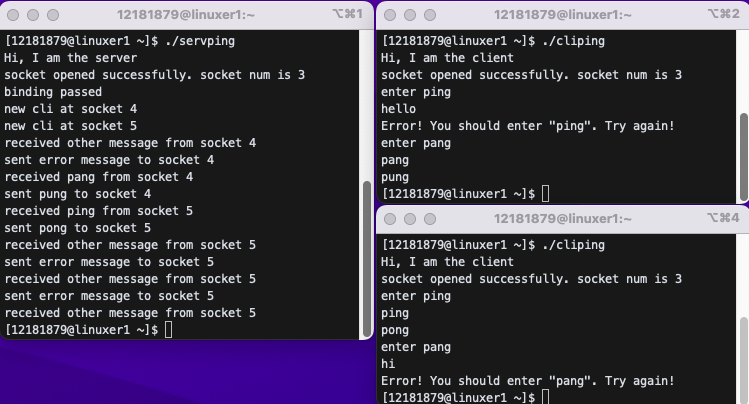 12181879@linuxer1:~
⌥⌘1
[12181879@linuxer1 ~]$ ./servping
Hi, I am the server
socket opened successfully. socket num is 3
binding passed
new cli at socket 4
new cli at socket 5
received other message from socket 4
sent error message to socket 4
received pang from socket 4
sent pung to socket 4
received ping from socket 5
sent pong to socket 5
received other message from socket 5
sent error message to socket 5
received other message from socket 5
sent error message to socket 5
received other message from socket 5
[12181879@linuxer1 ~]$
12181879@linuxer1:~
⌥⌘2
[12181879@linuxer1 ~]$ ./cliping
Hi, I am the client
socket opened successfully. socket num is 3
enter ping
hello
Error! You should enter "ping". Try again!
enter pang
pang
pung
[12181879@linuxer1 ~]$
12181879@linuxer1:~
⌥⌘4
[12181879@linuxer1 ~]$ ./cliping
Hi, I am the client
socket opened successfully. socket num is 3
enter ping
ping
pong
enter pang
hi
Error! You should enter "pang". Try again!
[12181879@linuxer1 ~]$